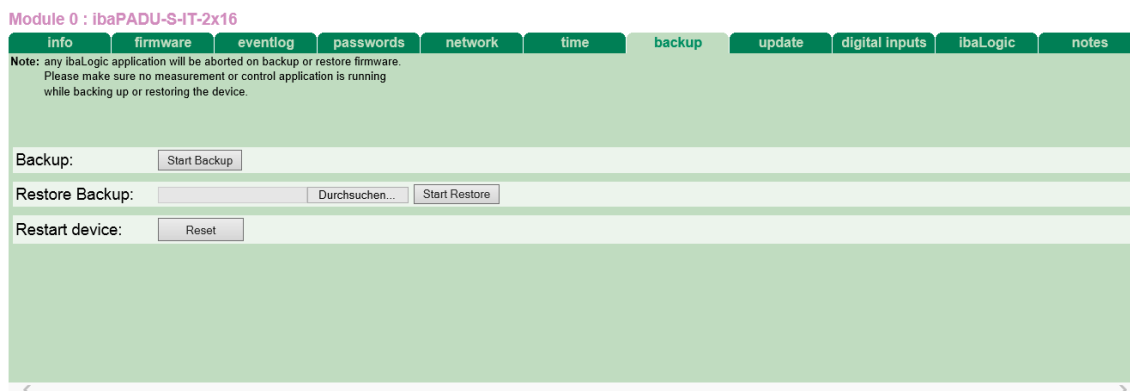 Module 0 : ibaPADU-S-IT-2x16
info firmware eventlog passwords network time backup update digital inputs ibaLogic notes
Note: any ibaLogic application will be aborted on backup or restore firmware.
Please make sure no measurement or control application is running
while backing up or restoring the device.
Backup: Start Backup
Restore Backup: Durchsuchen... Start Restore
Restart device: Reset